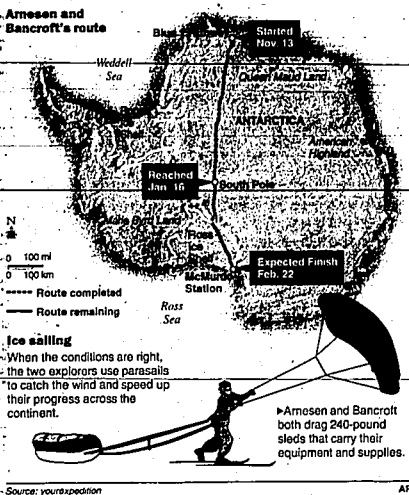 Arnesen and
Bancroft's route
Blue
Started
Nov. 13
Weddell
Sea
Queen Maud Land
ANTARCTICA
Shelf
American
Highland
Reached
Jan. 16
South Pole
Marie Byrd Land
N
Ross
Ice
Expected Finish
Feb. 22
0 100 mi
0 100 km
McMurdo
Station
Route completed
Route remaining
Ross
Sea
Ice sailing
When the conditions are right,
the two explorers use parasails
to catch the wind and speed up
their progress across the
continent.
▶Arnesen and Bancroft
both drag 240-pound
sleds that carry their
equipment and supplies.
Source: yourexpedition
AP